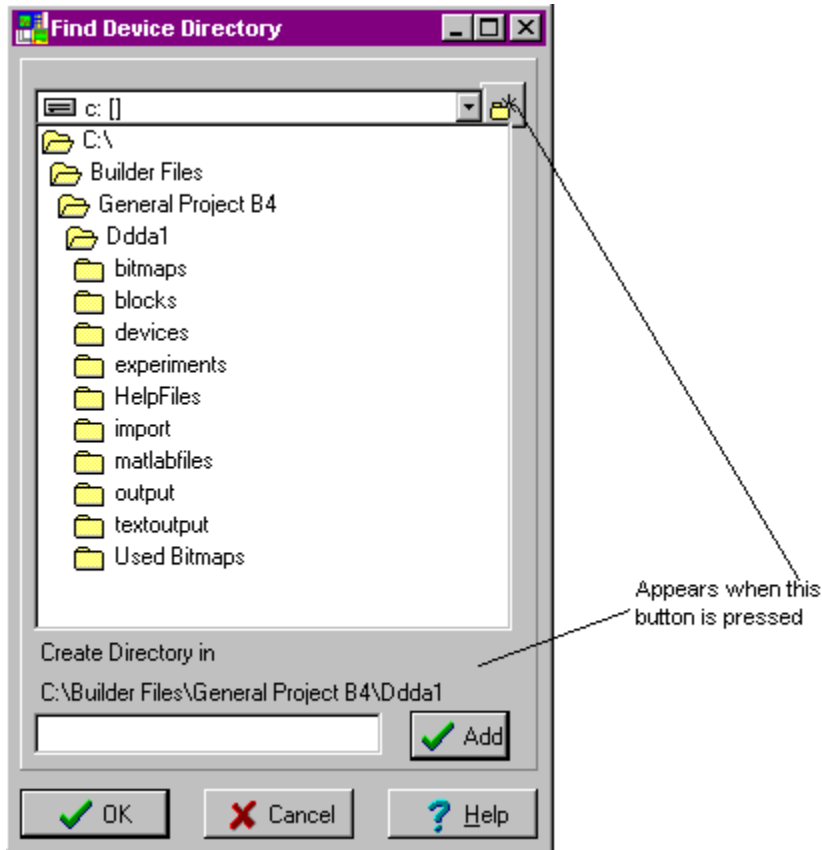 Find Device Directory
c: []
C:\
Builder Files
General Project B4
Ddda1
bitmaps
blocks
devices
experiments
HelpFiles
import
matlabfiles
output
textoutput
Used Bitmaps
Appears when this
button is pressed
Create Directory in
C:\Builder Files\General Project B4\Ddda1
Add
OK
Cancel
Help